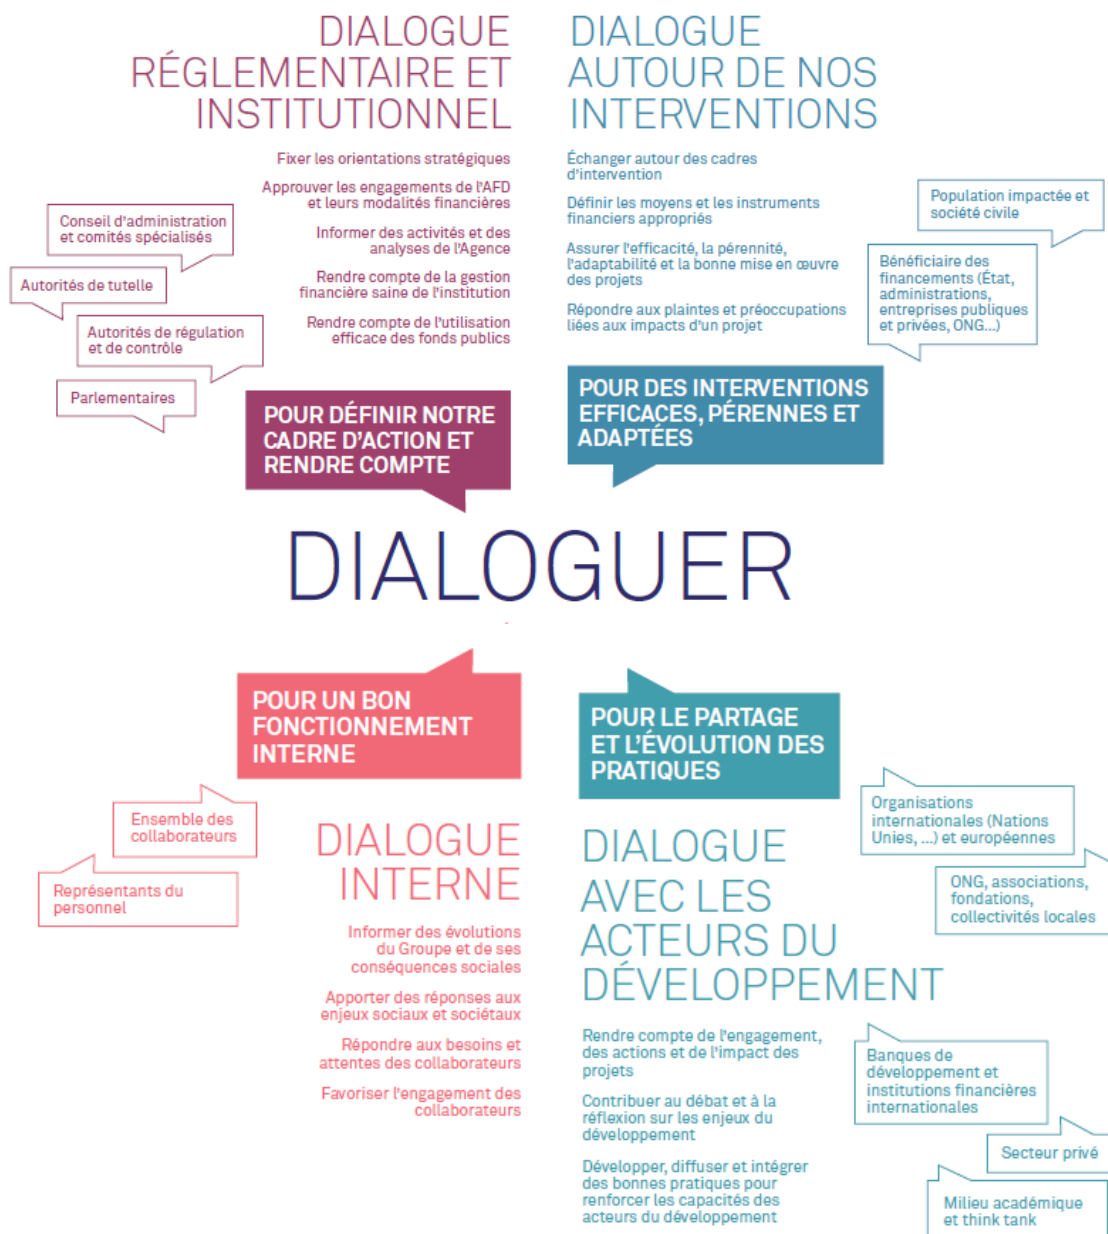 DIALOGUE
RÉGLEMENTAIRE ET
INSTITUTIONNEL
Fixer les orientations stratégiques
Approuver les engagements de l'AFD
et leurs modalités financières
Informer des activités et des
analyses de l'Agence
Rendre compte de la gestion
financière saine de l'institution
Rendre compte de l'utilisation
efficace des fonds publics
Conseil d'administration
et comités spécialisés
Autorités de tutelle
Autorités de régulation
et de contrôle
Parlementaires
POUR DÉFINIR NOTRE
CADRE D'ACTION ET
RENDRE COMPTE
DIALOGUE
AUTOUR DE NOS
INTERVENTIONS
Échanger autour des cadres
d'intervention
Définir les moyens et les instruments
financiers appropriés
Assurer l'efficacité, la pérennité,
l'adaptabilité et la bonne mise en œuvre
des projets
Répondre aux plaintes et préoccupations
liées aux impacts d'un projet
Population impactée et
société civile
Bénéficiaire des
financements (État,
administrations,
entreprises publiques
et privées, ONG...)
POUR DES INTERVENTIONS
EFFICACES, PÉRENNES ET
ADAPTÉES
DIALOGUER
POUR UN BON
FONCTIONNEMENT
INTERNE
Ensemble des
collaborateurs
Représentants du
personnel
DIALOGUE
INTERNE
Informer des évolutions
du Groupe et de ses
conséquences sociales
Apporter des réponses aux
enjeux sociaux et sociétaux
Répondre aux besoins et
attentes des collaborateurs
Favoriser l'engagement des
collaborateurs
POUR LE PARTAGE
ET L'ÉVOLUTION DES
PRATIQUES
DIALOGUE
AVEC LES
ACTEURS DU
DÉVELOPPEMENT
Rendre compte de l'engagement,
des actions et de l'impact des
projets
Contribuer au débat et à la
réflexion sur les enjeux du
développement
Développer, diffuser et intégrer
des bonnes pratiques pour
renforcer les capacités des
acteurs du développement
Organisations
internationales (Nations
Unies, ...) et européennes
ONG, associations,
fondations,
collectivités locales
Banques de
développement et
institutions financières
internationales
Secteur privé
Milieu académique
et think tank